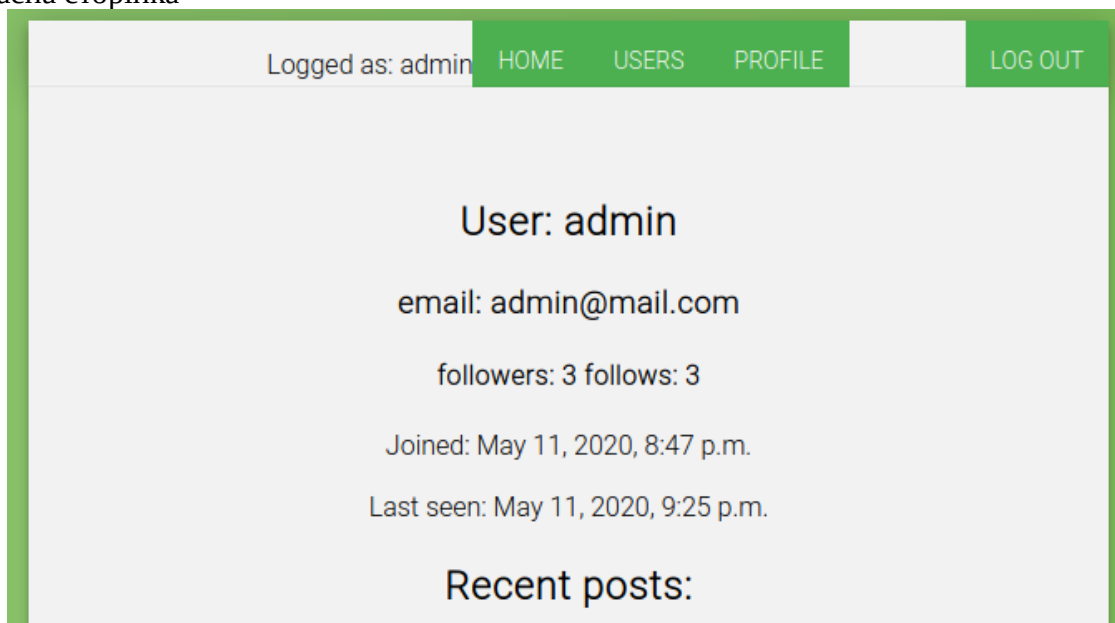 сторінка
Logged as: admin HOME USERS PROFILE LOG OUT
User: admin
email: admin@mail.com
followers: 3 follows: 3
Joined: May 11, 2020, 8:47 p.m.
Last seen: May 11, 2020, 9:25 p.m.
Recent posts: